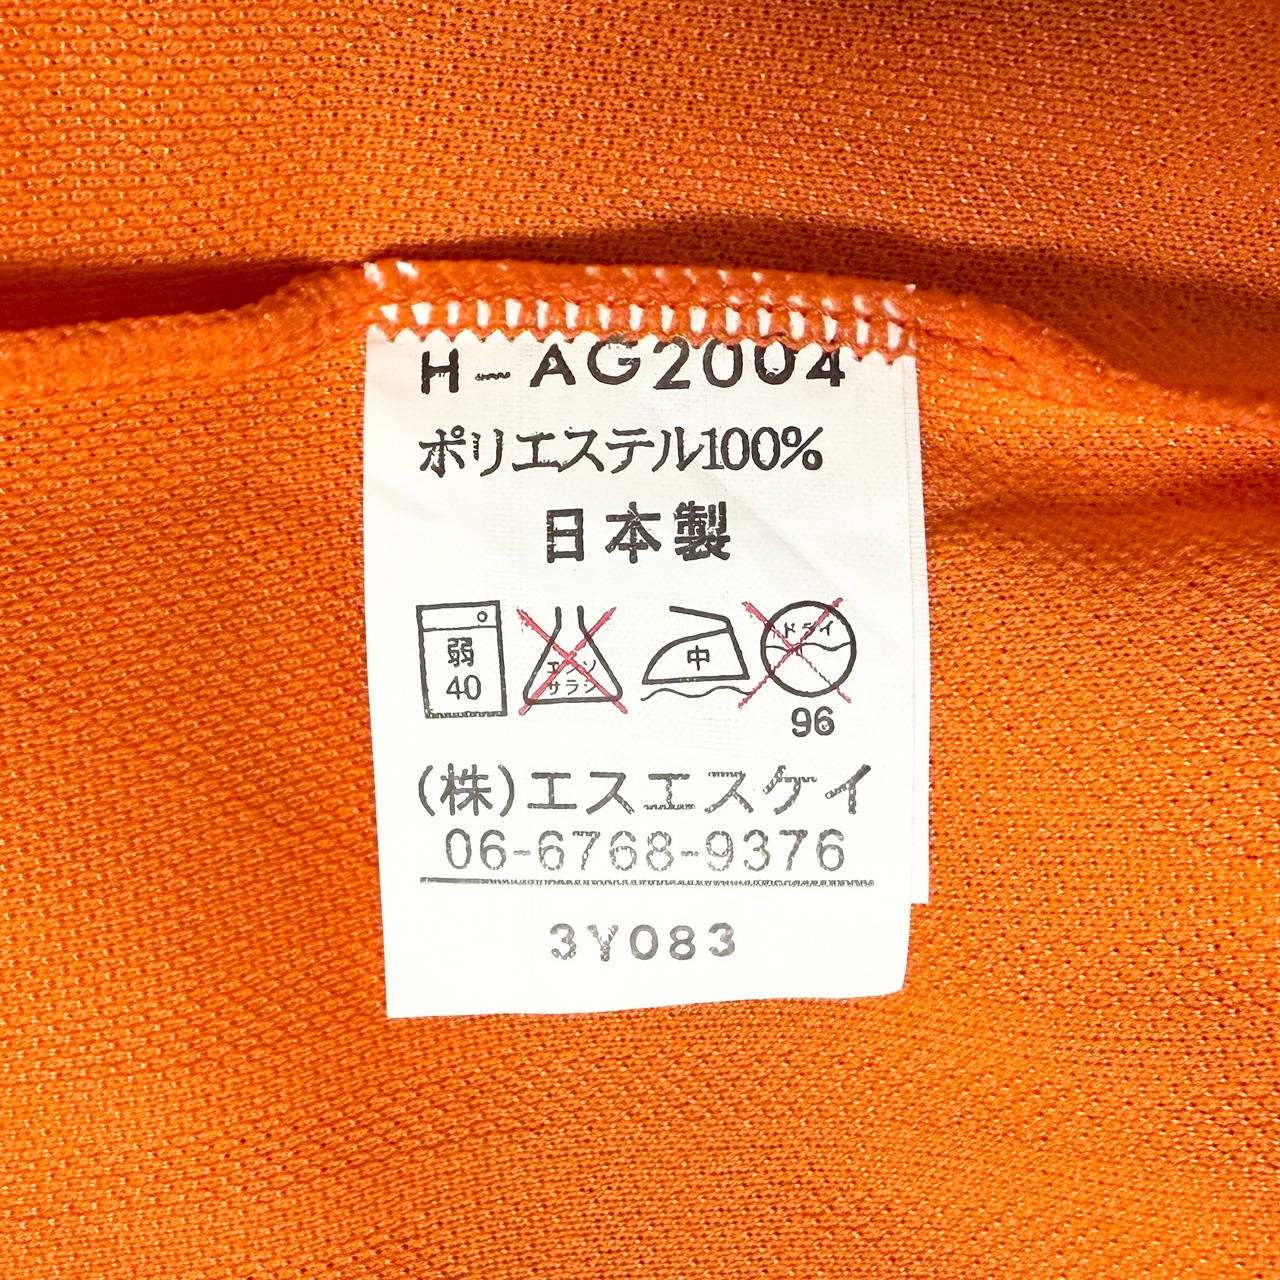 H-AG2004
ポリエステル100%
日本製
弱
40
エンソ
サラシ
中
ドライ
96
(株)エスエスケイ
06-6768-9376
3Y083